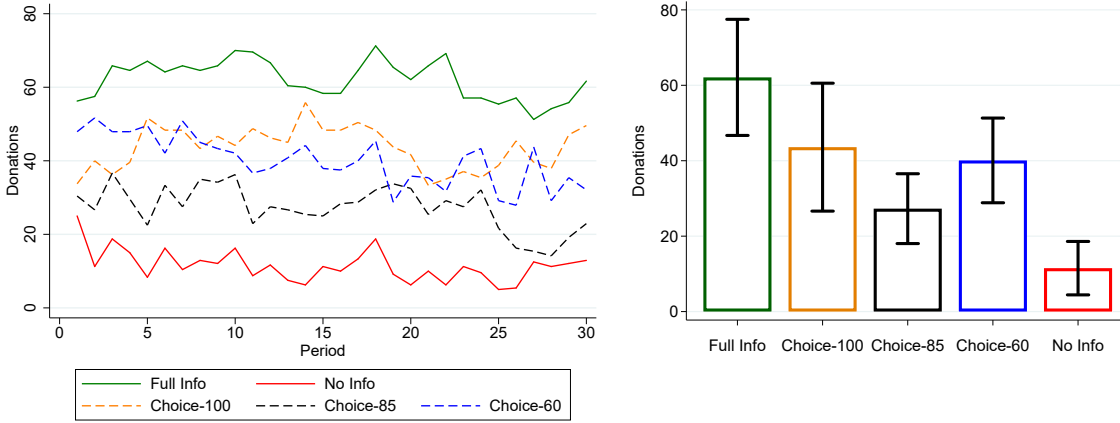 80
60
40
20
0
Donations
0 5 10 15 20 25 30
Period
Full Info No Info
Choice-100 Choice-85 Choice-60
80
60
40
20
0
Donations
Full Info Choice-100 Choice-85 Choice-60 No Info